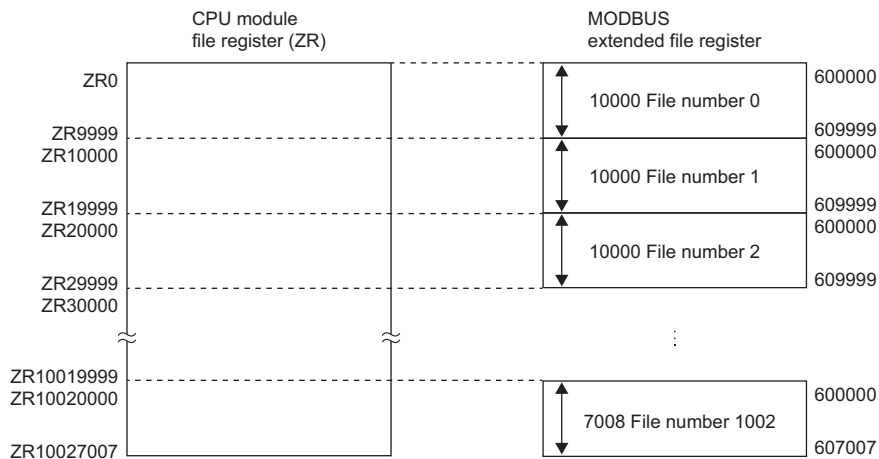 CPU module
file register (ZR)
MODBUS
extended file register
ZR0
600000
10000 File number 0
ZR9999
609999
ZR10000
600000
10000 File number 1
ZR19999
609999
ZR20000
600000
10000 File number 2
ZR29999
609999
ZR30000
ZR10019999
ZR10020000
600000
7008 File number 1002
ZR10027007
607007